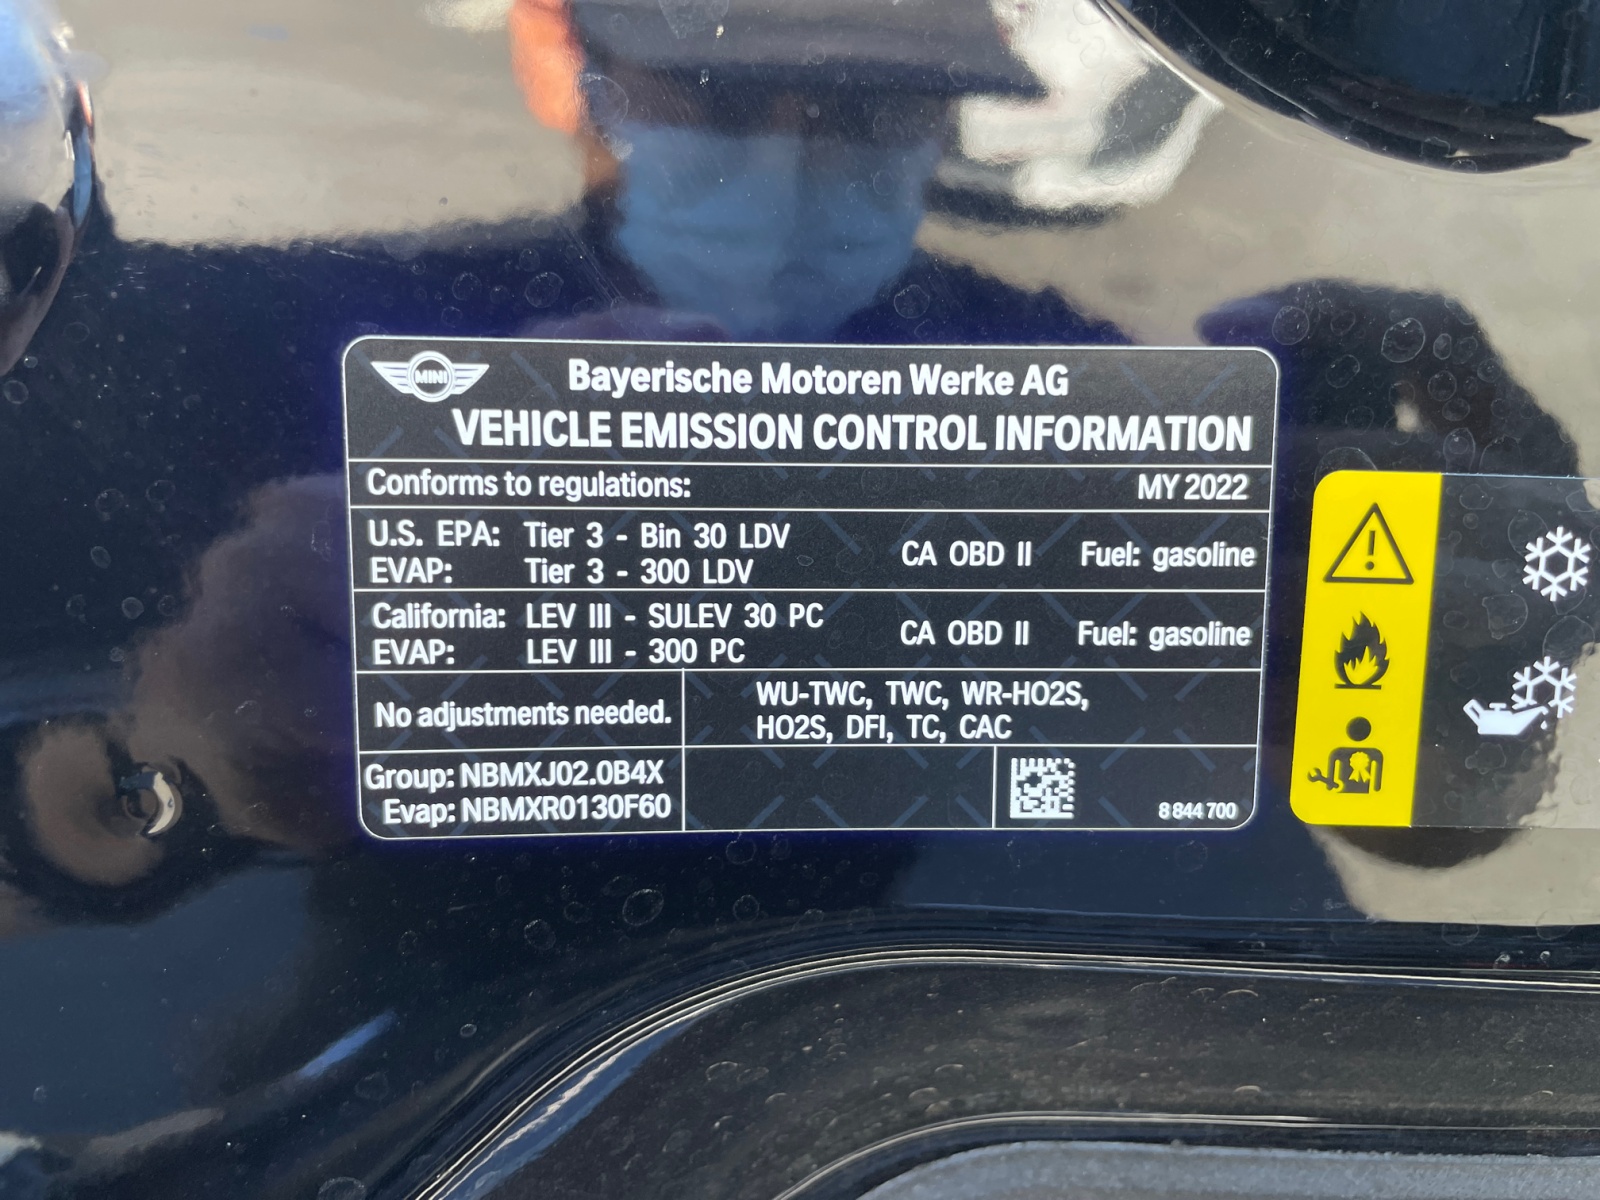 MINI
Bayerische Motoren Werke AG
VEHICLE EMISSION CONTROL INFORMATION
Conforms to regulations: MY 2022
U.S. EPA: Tier 3 - Bin 30 LDV
EVAP: Tier 3 - 300 LDV
CA OBD II Fuel: gasoline
California: LEV III - SULEV 30 PC
EVAP: LEV III - 300 PC
CA OBD II Fuel: gasoline
No adjustments needed.
WU-TWC, TWC, WR-HO2S,
HO2S, DFI, TC, CAC
Group: NBMXJ02.0B4X
Evap: NBMXR0130F60
8 844 700